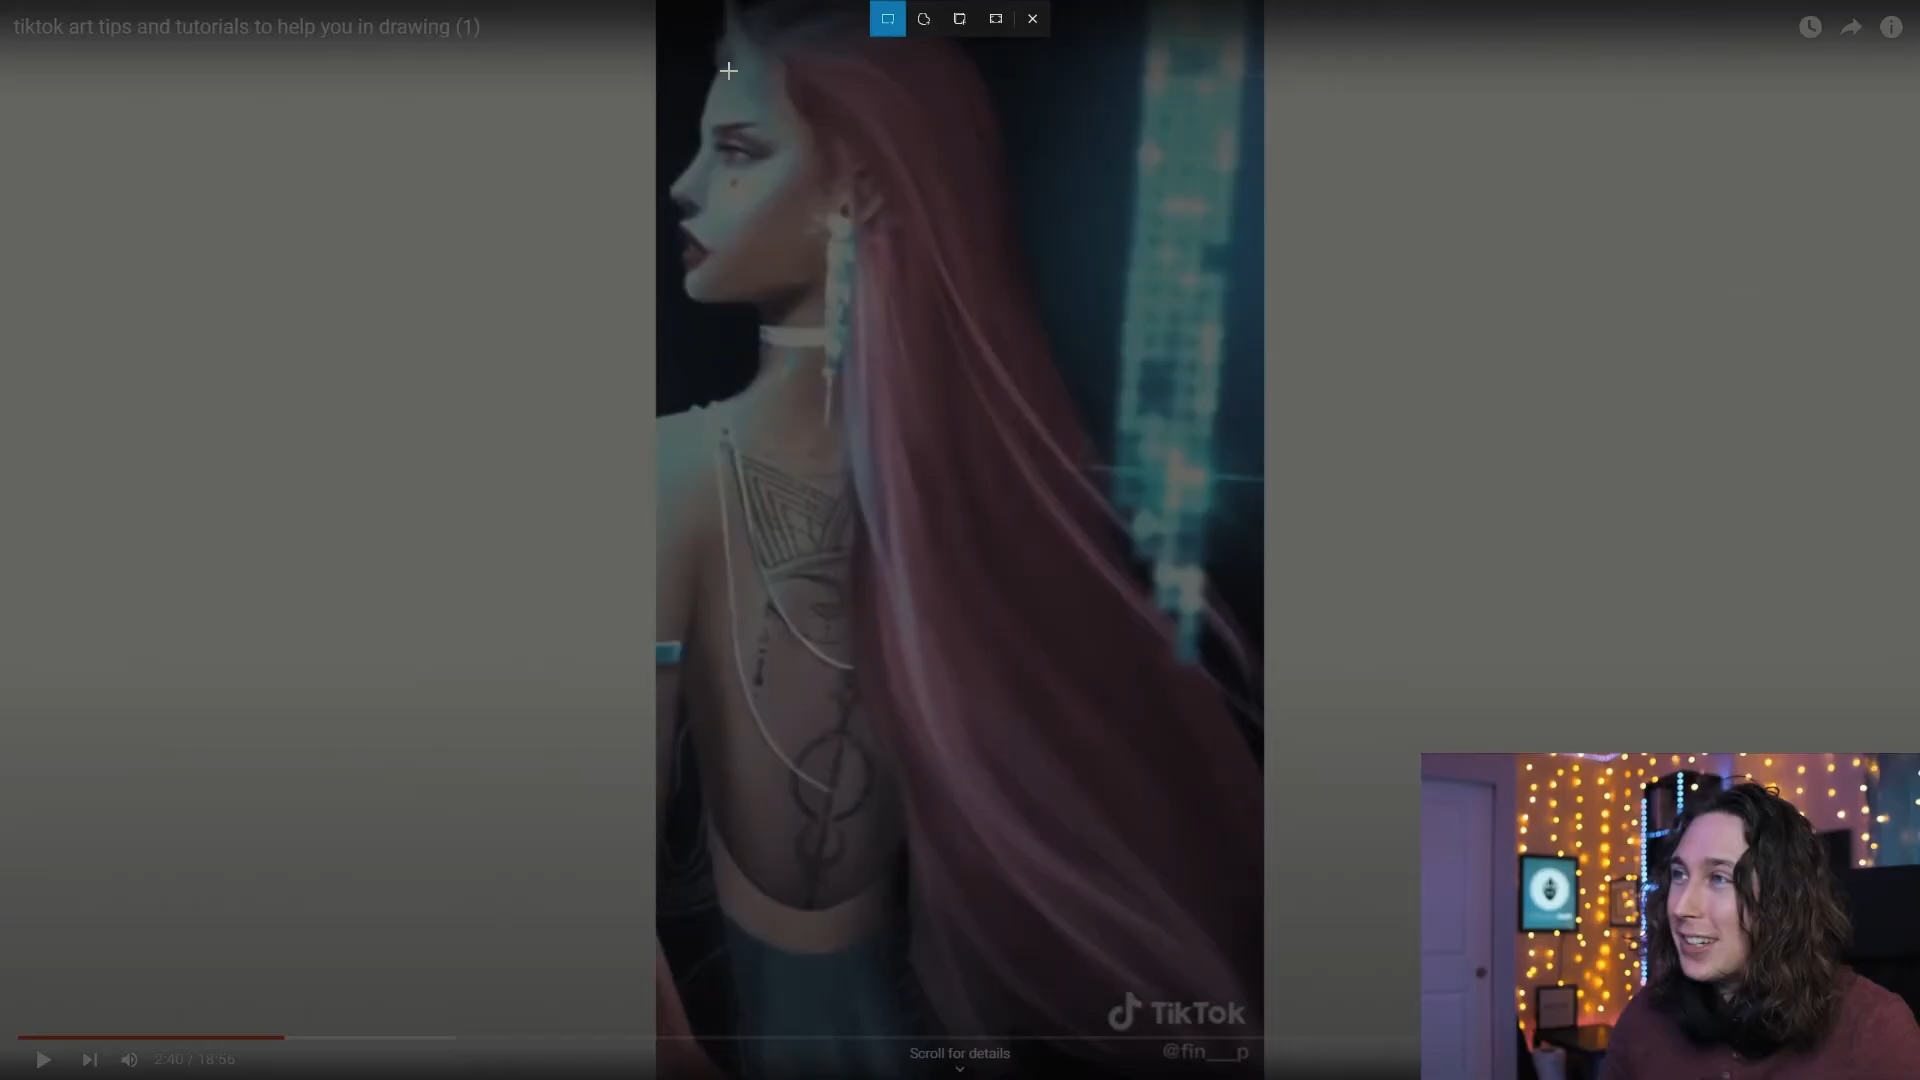 tiktok art tips and tutorials to help you in drawing (1)
TikTok
@fin___p
2:40 / 18:56
Scroll for details